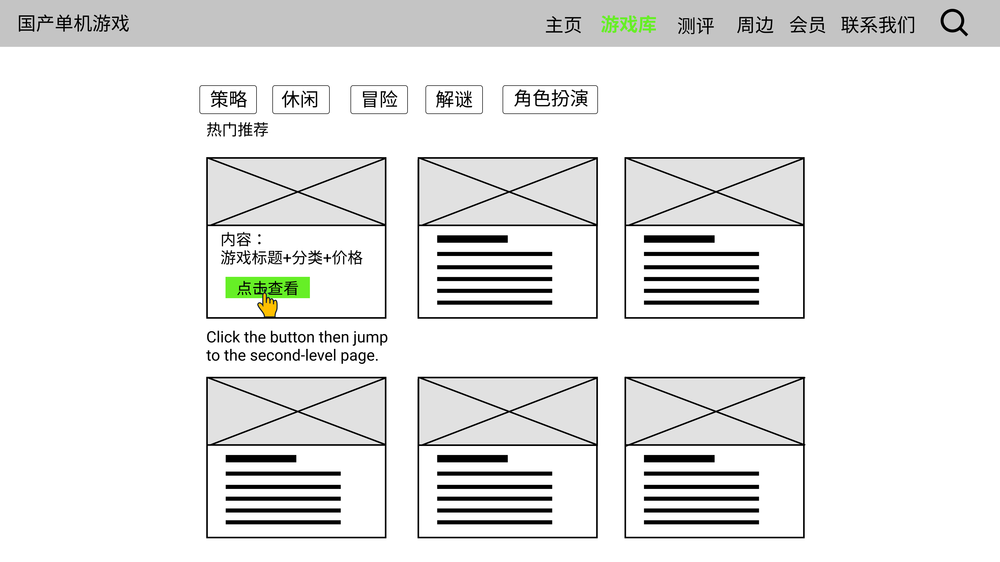 国产单机游戏
主页 游戏库 测评 周边 会员 联系我们
策略 休闲 冒险 解谜 角色扮演
热门推荐
内容：
游戏标题+分类+价格
点击查看
Click the button then jump
to the second-level page.